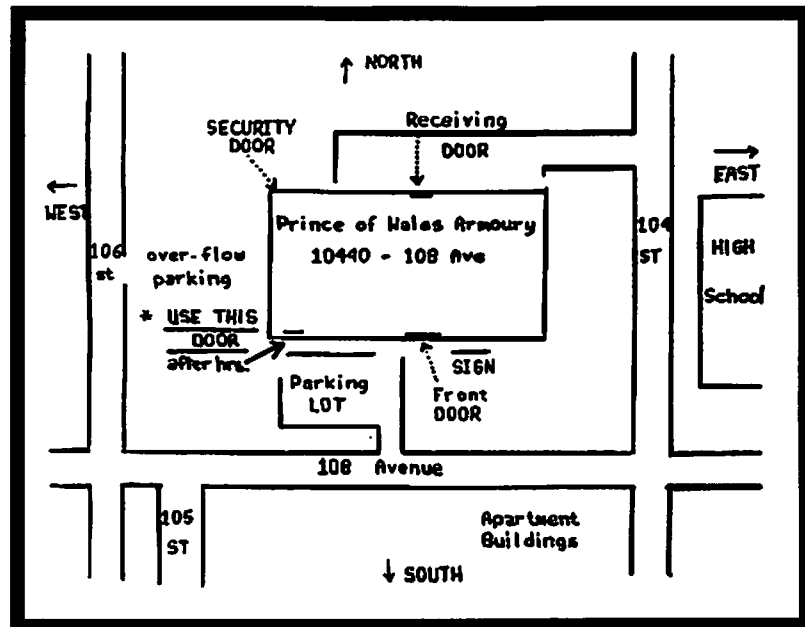 ↑ NORTH
SECURITY
DOOR
Receiving
DOOR
→
EAST
←
WEST
Prince of Wales Armoury
10440 - 108 Ave
106
st
over-flow
parking
104
ST
HIGH
School
* USE THIS
DOOR
after hrs.
SIGN
Parking
LOT
Front
DOOR
108 Avenue
105
ST
Apartment
Buildings
↓ SOUTH